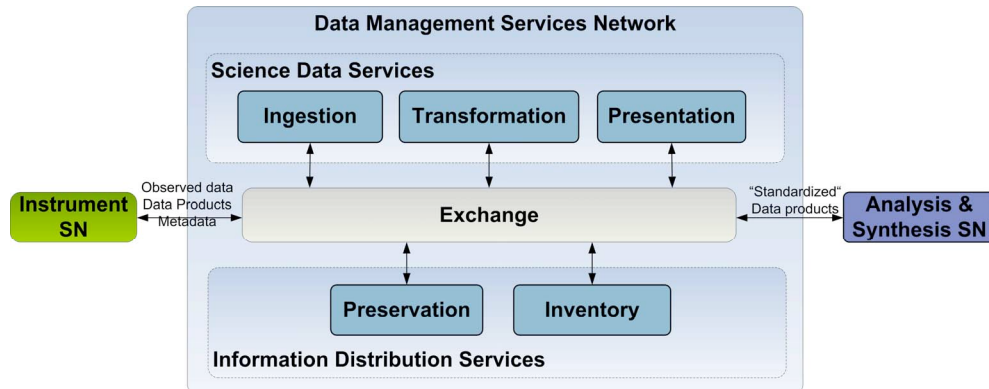 Data Management Services Network
Science Data Services
Ingestion
Transformation
Presentation
Instrument
SN
Observed data
Data Products
Metadata
Exchange
“Standardized“
Data products
Analysis &
Synthesis SN
Preservation
Inventory
Information Distribution Services